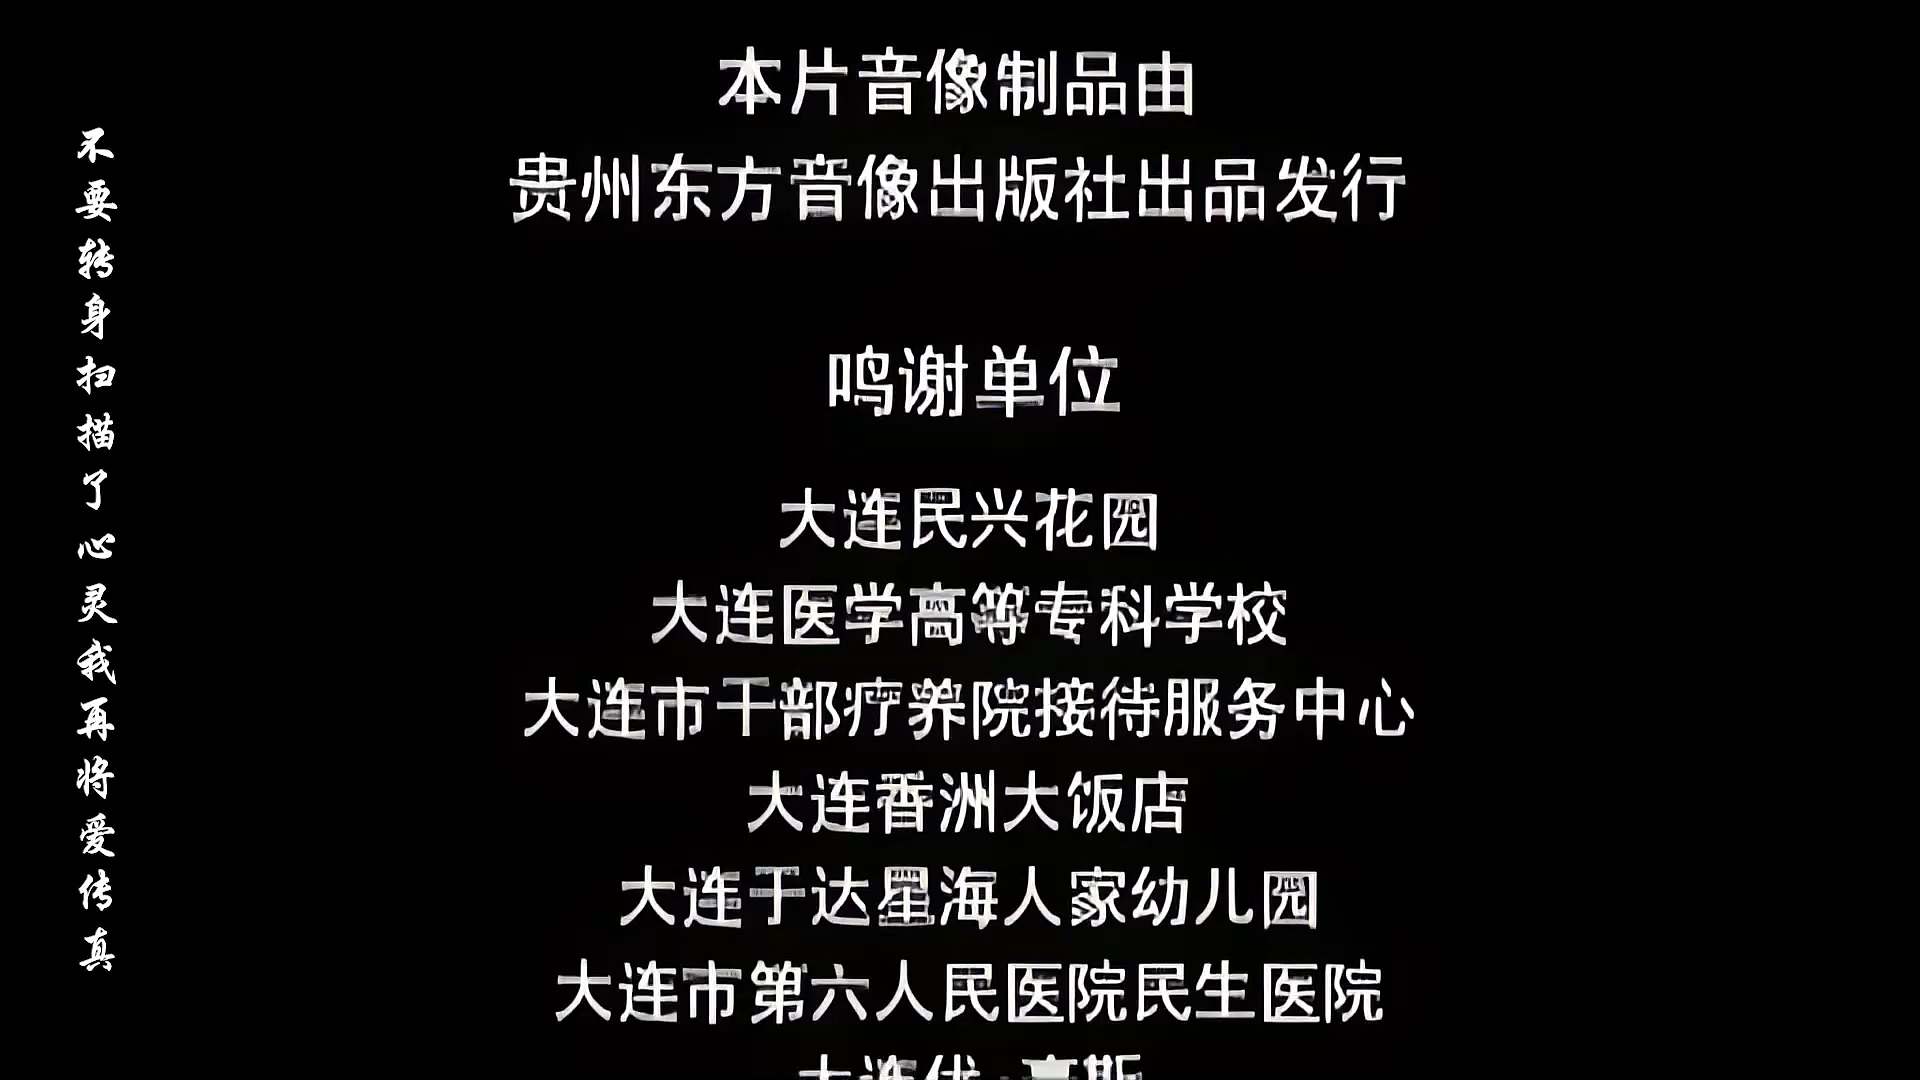 不要转身扫描了心灵我再将爱传真
本片音像制品由
贵州东方音像出版社出品发行
鸣谢单位
大连民兴花园
大连医学高等专科学校
大连市干部疗养院接待服务中心
大连香洲大饭店
大连于达星海人家幼儿园
大连市第六人民医院民生医院